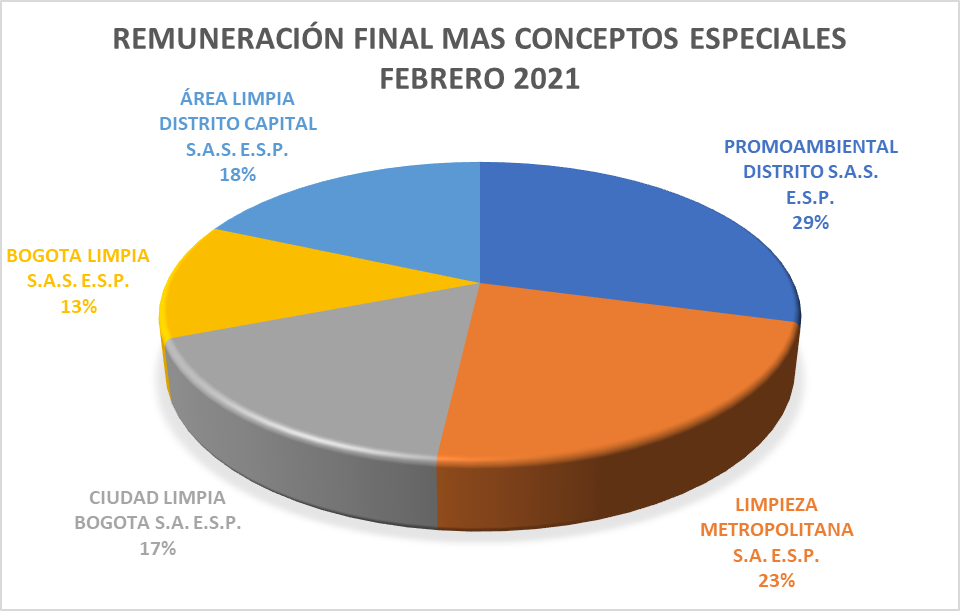 REMUNERACIÓN FINAL MAS CONCEPTOS ESPECIALES
FEBRERO 2021
ÁREA LIMPIA
DISTRITO CAPITAL
S.A.S. E.S.P.
18%
PROMOAMBIENTAL
DISTRITO S.A.S.
E.S.P.
29%
BOGOTA LIMPIA
S.A.S. E.S.P.
13%
CIUDAD LIMPIA
BOGOTA S.A. E.S.P.
17%
LIMPIEZA
METROPOLITANA
S.A. E.S.P.
23%